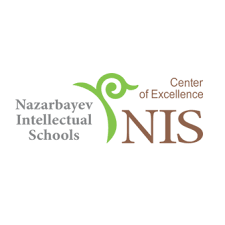 Nazarbayev
Intellectual
Schools
Center
of Excellence
NIS